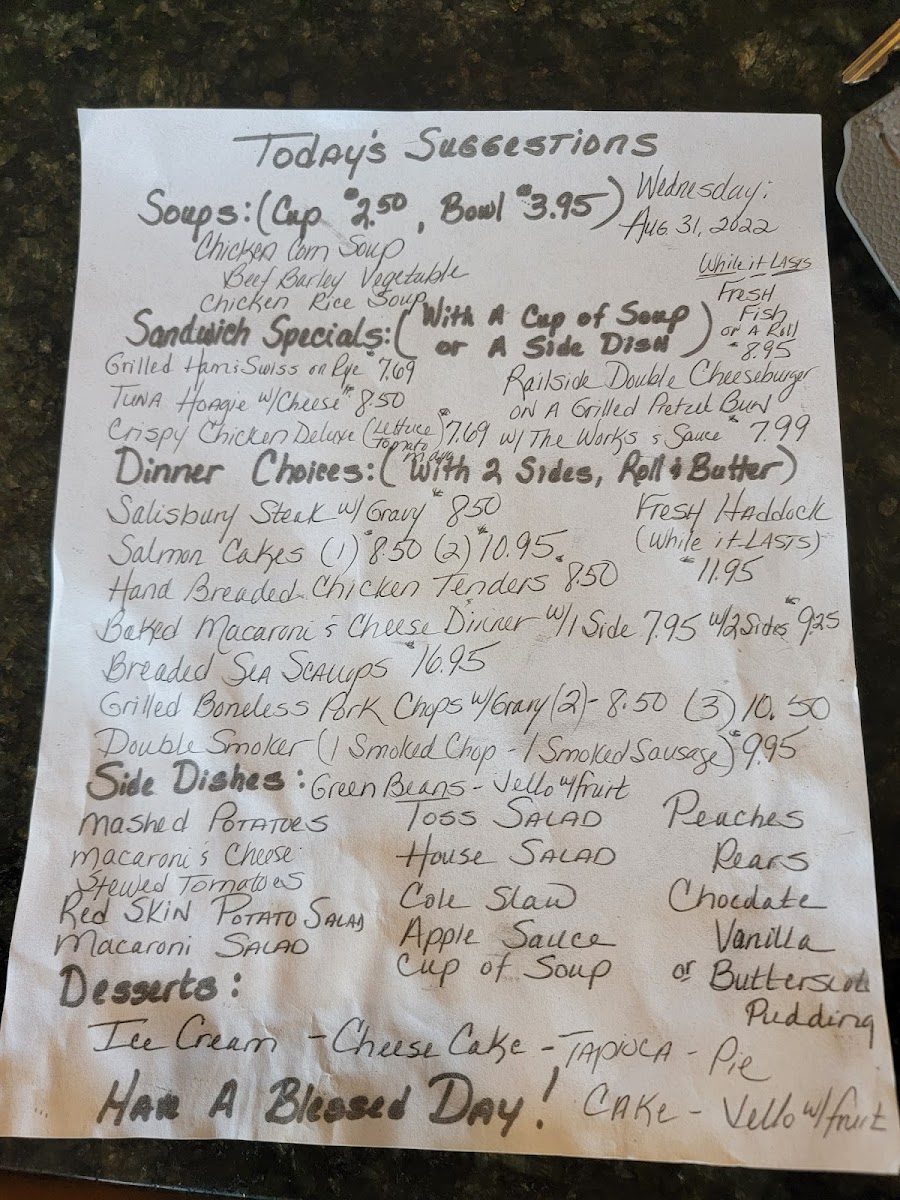 Today's Suggestions
Soups: (Cup $2.50, Bowl $3.95)
Wednesday:
Aug. 31, 2022
Chicken Corn Soup
Beef Barley Vegetable
Chicken Rice Soup
While it Lasts
Fresh
Fish
on A Roll
$8.95
Sandwich Specials: (With A Cup of Soup
or A Side Dish)
Grilled Ham & Swiss on Rye $7.69
Tuna Hoagie w/Cheese $8.50
Crispy Chicken Deluxe (Lettuce Tomato Mayo) $7.69
Railside Double Cheeseburger
on A Grilled Pretzel Bun
w/ The Works & Sauce $7.99
Dinner Choices: (With 2 Sides, Roll & Butter)
Salisbury Steak w/ Gravy $8.50
Salmon Cakes (1) $8.50 (2) $10.95
Hand Breaded Chicken Tenders $8.50
Fresh Haddock
(While it Lasts)
$11.95
Baked Macaroni & Cheese Dinner w/1 Side 7.95 w/2 Sides $9.25
Breaded Sea Scallops $16.95
Grilled Boneless Pork Chops w/Gravy (2) - 8.50 (3) 10.50
Double Smoker (1 Smoked Chop - 1 Smoked Sausage) $9.95
Side Dishes: Green Beans - Jello w/fruit
Mashed Potatoes
Macaroni & Cheese
Stewed Tomatoes
Red Skin Potato Salad
Macaroni Salad
Toss Salad
House Salad
Cole Slaw
Apple Sauce
Cup of Soup
Peaches
Pears
Chocolate
Vanilla
or Butterscotch
Pudding
Desserts:
Ice Cream - Cheese Cake - Tapioca - Pie
Cake - Jello w/fruit
Have A Blessed Day!